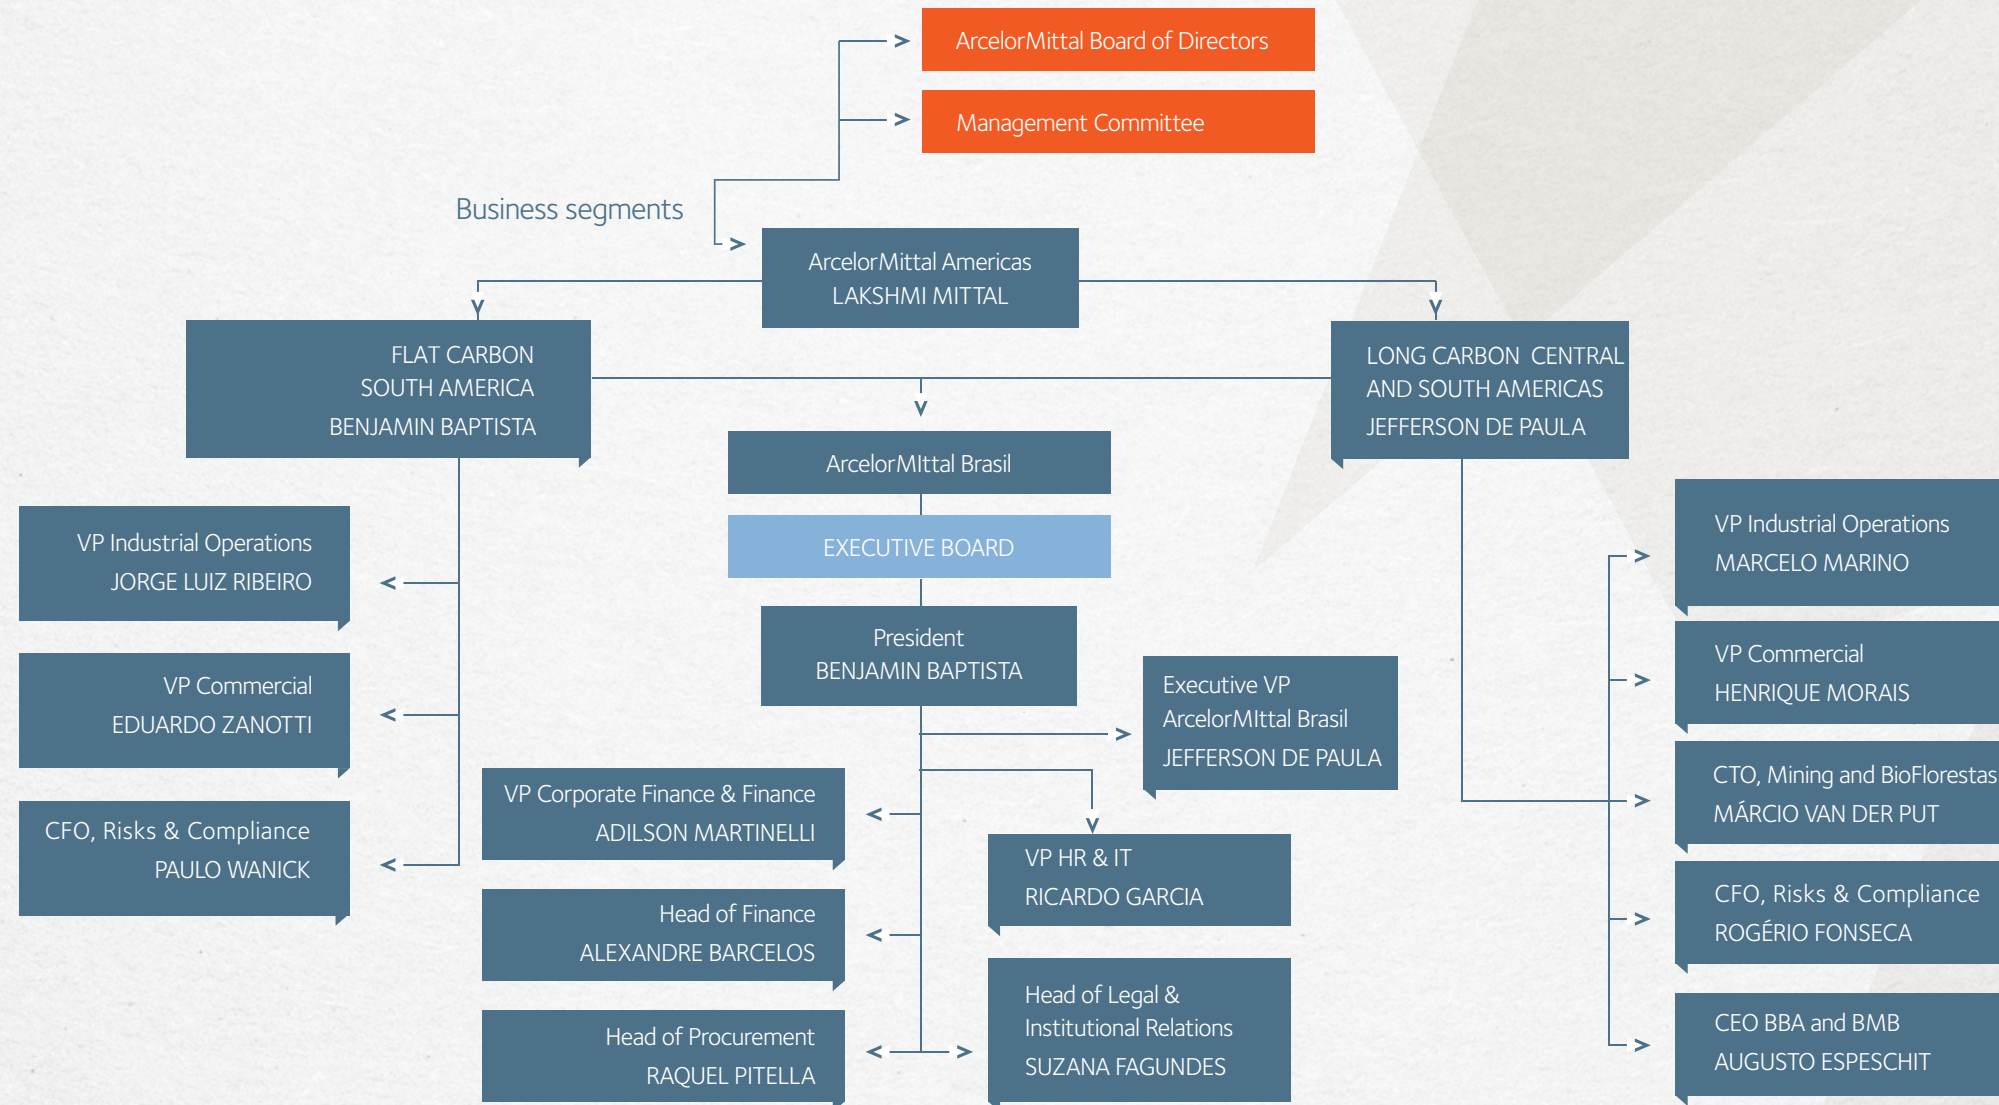 ArcelorMittal Board of Directors
Management Committee
Business segments
ArcelorMittal Americas
LAKSHMI MITTAL
FLAT CARBON
SOUTH AMERICA
BENJAMIN BAPTISTA
LONG CARBON CENTRAL
AND SOUTH AMERICAS
JEFFERSON DE PAULA
ArcelorMIttal Brasil
EXECUTIVE BOARD
President
BENJAMIN BAPTISTA
VP Industrial Operations
JORGE LUIZ RIBEIRO
VP Commercial
EDUARDO ZANOTTI
CFO, Risks & Compliance
PAULO WANICK
Executive VP
ArcelorMIttal Brasil
JEFFERSON DE PAULA
VP Corporate Finance & Finance
ADILSON MARTINELLI
VP HR & IT
RICARDO GARCIA
Head of Finance
ALEXANDRE BARCELOS
Head of Legal &
Institutional Relations
SUZANA FAGUNDES
Head of Procurement
RAQUEL PITELLA
VP Industrial Operations
MARCELO MARINO
VP Commercial
HENRIQUE MORAIS
CTO, Mining and BioFlorestas
MÁRCIO VAN DER PUT
CFO, Risks & Compliance
ROGÉRIO FONSECA
CEO BBA and BMB
AUGUSTO ESPESCHIT